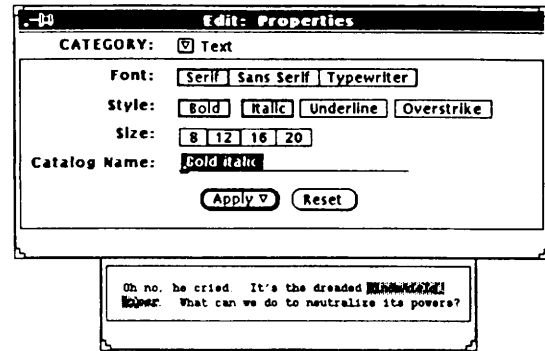 Edit: Properties
CATEGORY: Text
Font: Serif Sans Serif Typewriter
Style: Bold Italic Underline Overstrike
Size: 8 12 16 20
Catalog Name: Bold italic
Apply Reset
Oh no, he cried. It's the dreaded
What can we do to neutralize its powers?